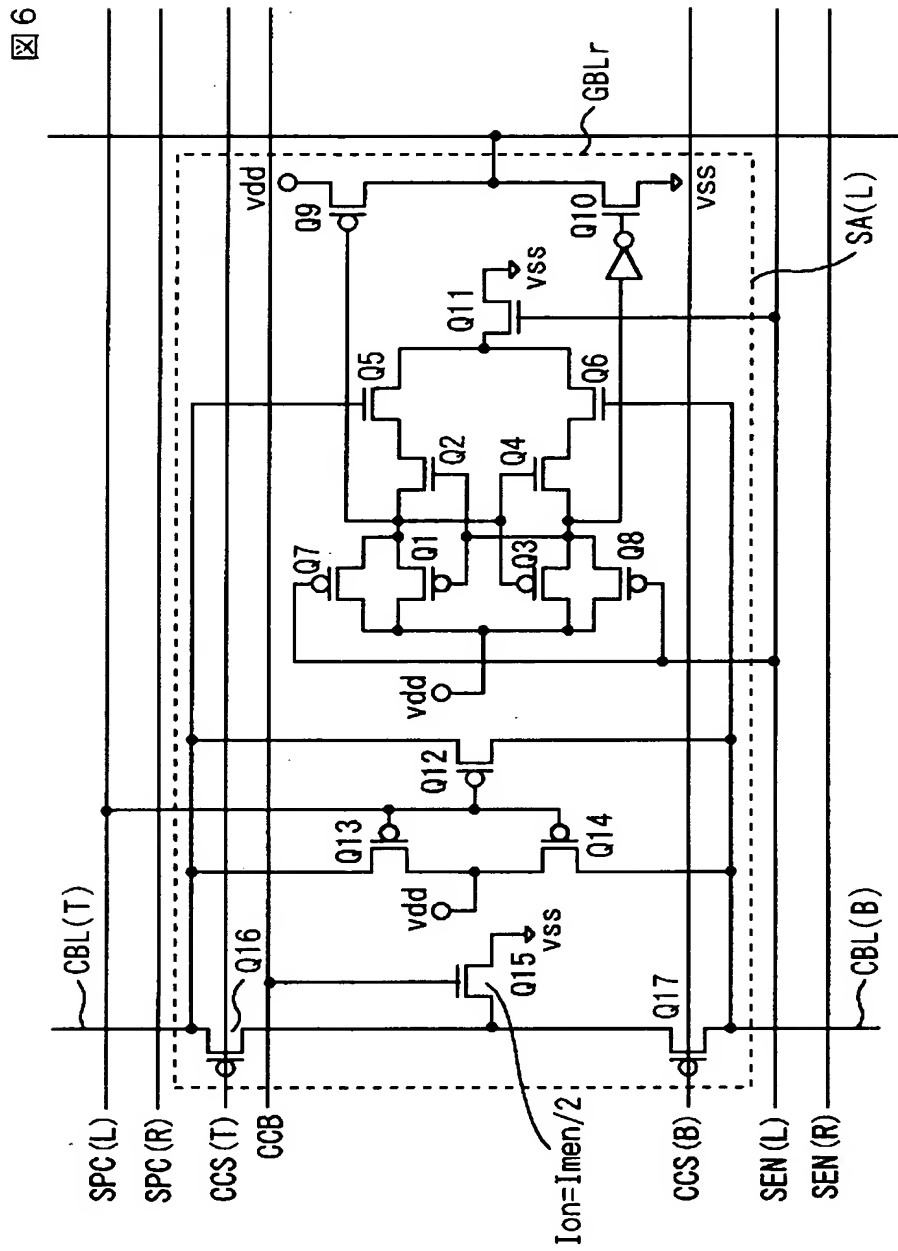 図6
SPC(L)
SPC(R)
CCS(T)
CCB
CCS(B)
SEN(L)
SEN(R)
CBL(T)
CBL(B)
GBLr
SA(L)
Ion=Imen/2
Q16
Q17
Q15
vss
vdd
Q13
Q14
Q12
vdd
Q7
Q1
Q3
Q8
Q2
Q4
Q5
Q6
Q11
vss
Q9
vdd
Q10
vss